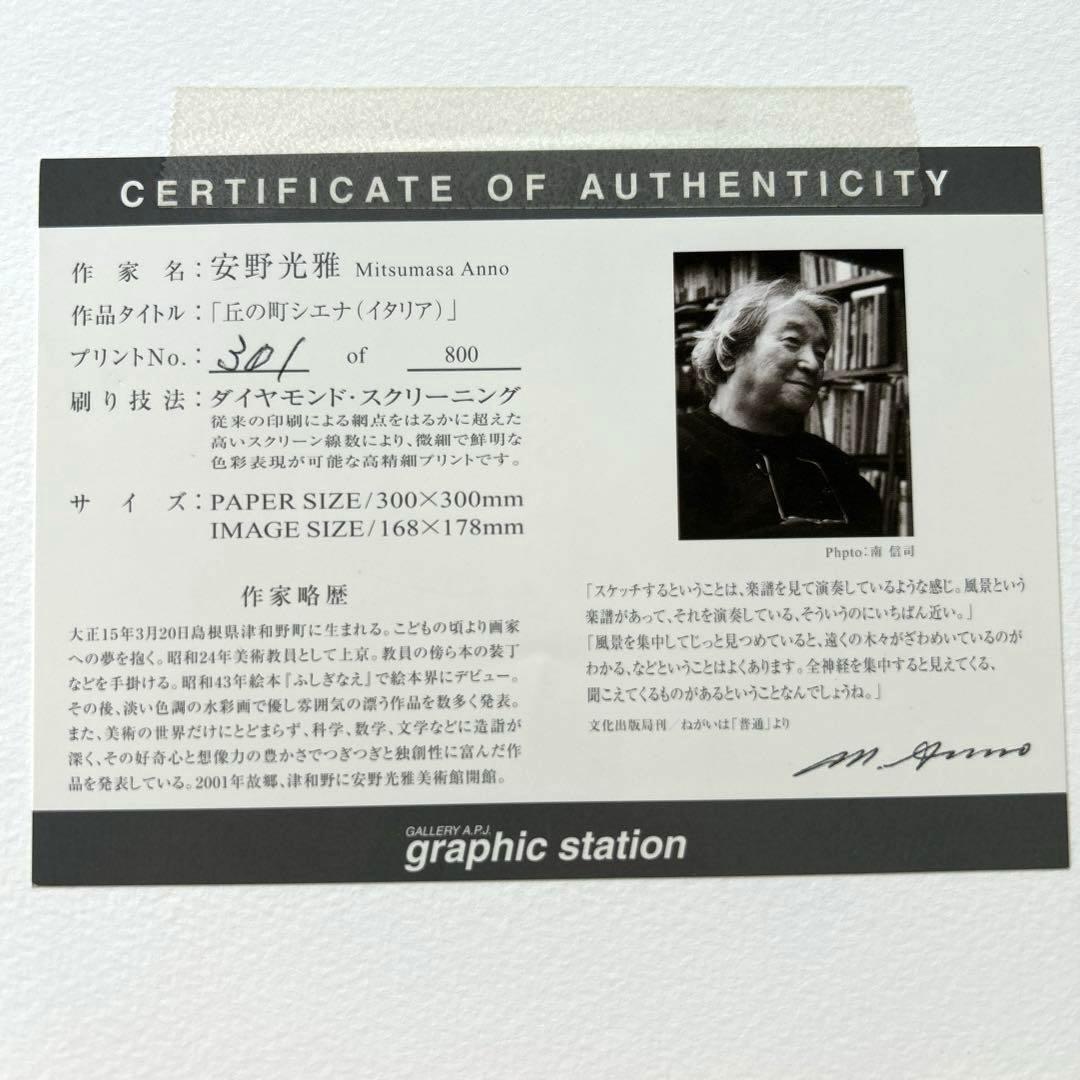 CERTIFICATE OF AUTHENTICITY
作家名：安野光雅 Mitsumasa Anno
作品タイトル：「丘の町シエナ（イタリア）」
プリントNo.：301 of 800
刷り技法：ダイヤモンド・スクリーニング
従来の印刷による網点をはるかに超えた
高いスクリーン線数により、微細で鮮明な
色彩表現が可能な高精細プリントです。
サイズ：PAPER SIZE/300×300mm
IMAGE SIZE/168×178mm
作家略歴
大正15年3月20日島根県津和野町に生まれる。こどもの頃より画家
への夢を抱く。昭和24年美術教員として上京。教員の傍ら本の装丁
などを手掛ける。昭和43年絵本『ふしぎなえ』で絵本界にデビュー。
その後、淡い色調の水彩画で優し雰囲気の漂う作品を数多く発表。
また、美術の世界だけにとどまらず、科学、数学、文学などに造詣が
深く、その好奇心と想像力の豊かさでつぎつぎと独創性に富んだ作
品を発表している。2001年故郷、津和野に安野光雅美術館開館。
Phpto：南 信司
「スケッチするということは、楽譜を見て演奏しているような感じ。風景という
楽譜があって、それを演奏している、そういうのにいちばん近い。」
「風景を集中してじっと見つめていると、遠くの木々がざわめいているのが
わかる、などということはよくあります。全神経を集中すると見えてくる、
聞こえてくるものがあるということなんでしょうね。」
文化出版局刊／ねがいは「普通」より
M. Anno
GALLERY A.P.J.
graphic station